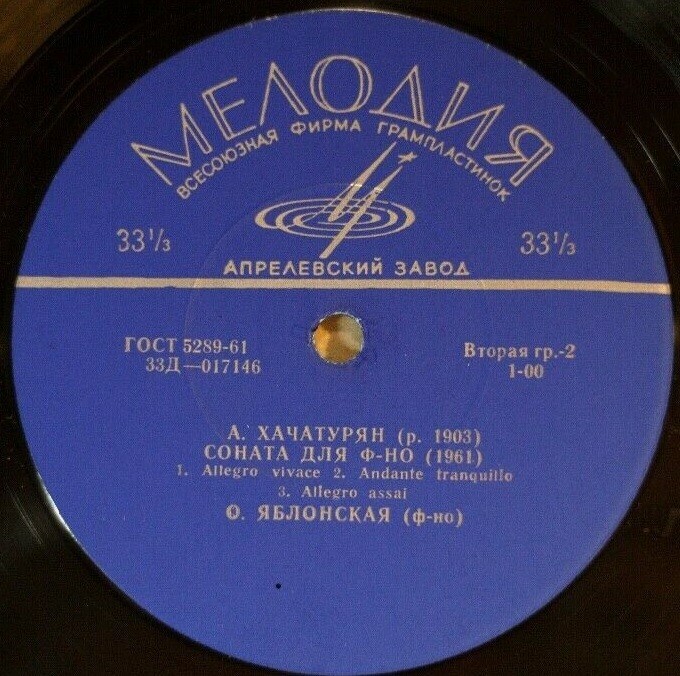 МЕЛОДИЯ
ВСЕСОЮЗНАЯ ФИРМА ГРАМПЛАСТИНОК
33⅓ 33⅓
АПРЕЛЕВСКИЙ ЗАВОД
ГОСТ 5289-61 Вторая гр.-2
33Д—017146 1-00
А. ХАЧАТУРЯН (р. 1903)
СОНАТА ДЛЯ Ф-НО (1961)
1. Allegro vivace 2. Andante tranquillo
3. Allegro assai
О. ЯБЛОНСКАЯ (ф-но)